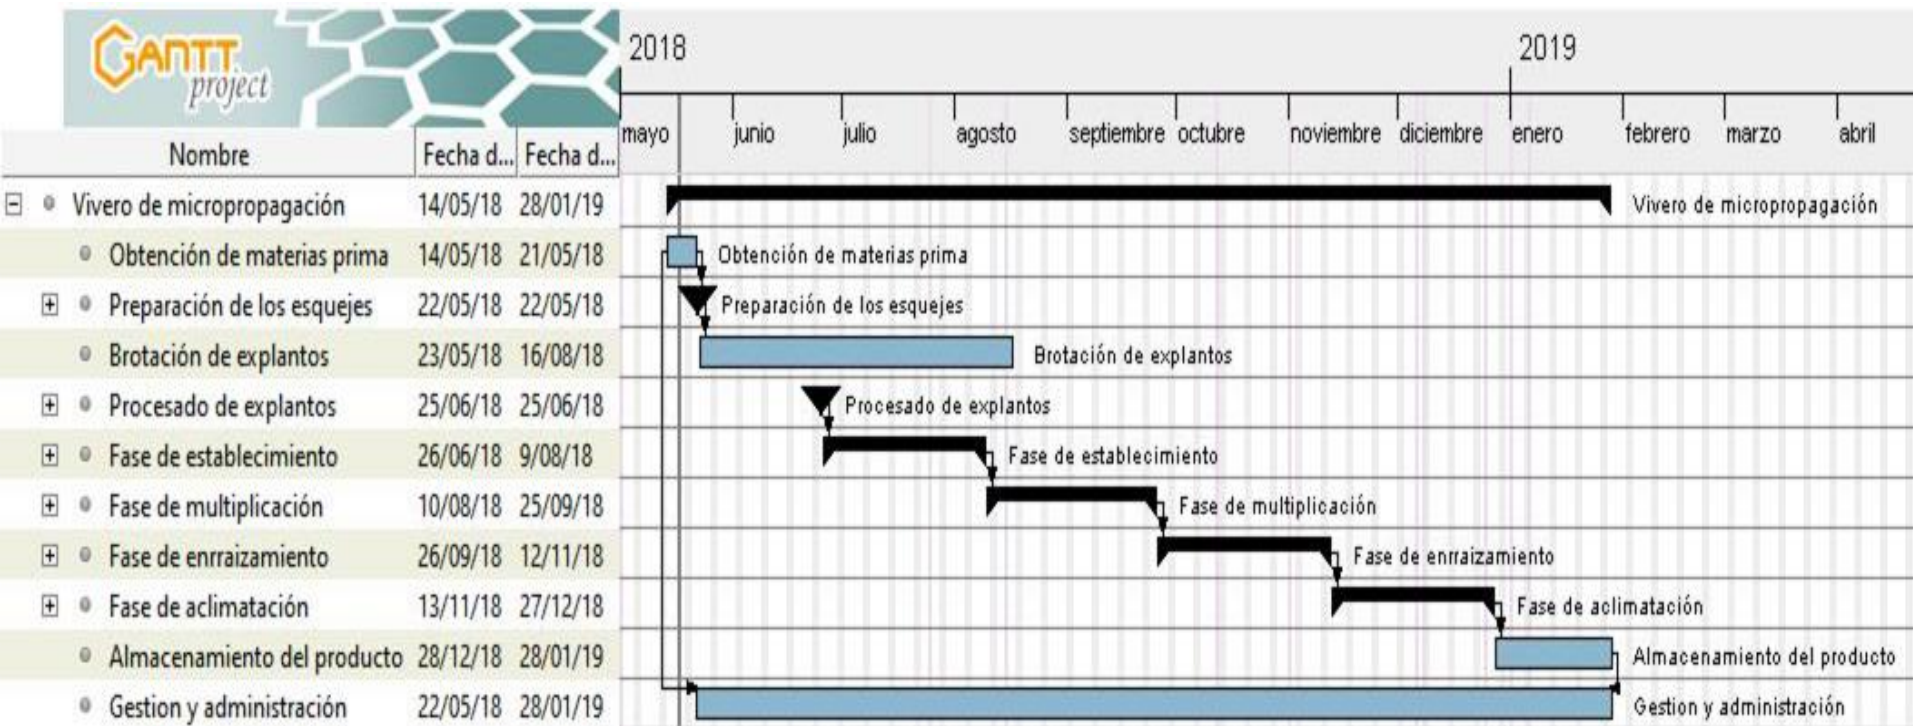 GANTT
project
2018 2019
mayo junio julio agosto septiembre octubre noviembre diciembre enero febrero marzo abril
Nombre Fecha d... Fecha d...
Vivero de micropropagación 14/05/18 28/01/19 Vivero de micropropagación
Obtención de materias prima 14/05/18 21/05/18 Obtención de materias prima
Preparación de los esquejes 22/05/18 22/05/18 Preparación de los esquejes
Brotación de explantos 23/05/18 16/08/18 Brotación de explantos
Procesado de explantos 25/06/18 25/06/18 Procesado de explantos
Fase de establecimiento 26/06/18 9/08/18 Fase de establecimiento
Fase de multiplicación 10/08/18 25/09/18 Fase de multiplicación
Fase de enrraizamiento 26/09/18 12/11/18 Fase de enrraizamiento
Fase de aclimatación 13/11/18 27/12/18 Fase de aclimatación
Almacenamiento del producto 28/12/18 28/01/19 Almacenamiento del producto
Gestion y administración 22/05/18 28/01/19 Gestion y administración